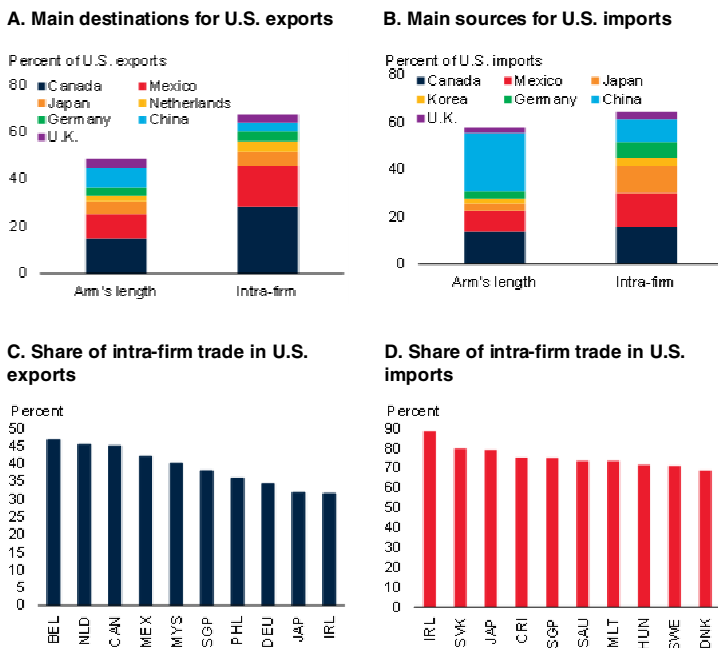 A. Main destinations for U.S. exports
Percent of U.S. exports
80
60
40
20
0
Canada Mexico
Japan Netherlands
Germany China
U.K.
Arm's length Intra-firm
B. Main sources for U.S. imports
Percent of U.S. imports
80
60
40
20
0
Canada Mexico Japan
Korea Germany China
U.K.
Arm's length Intra-firm
C. Share of intra-firm trade in U.S.
exports
Percent
50
45
40
35
30
25
20
15
10
5
0
BEL NLD CAN MEX MYS SGP PHL DEU JAP IRL
D. Share of intra-firm trade in U.S.
imports
Percent
90
80
70
60
50
40
30
20
10
0
IRL SVK JAP CRI SGP SAU MLT HUN SWE DNK